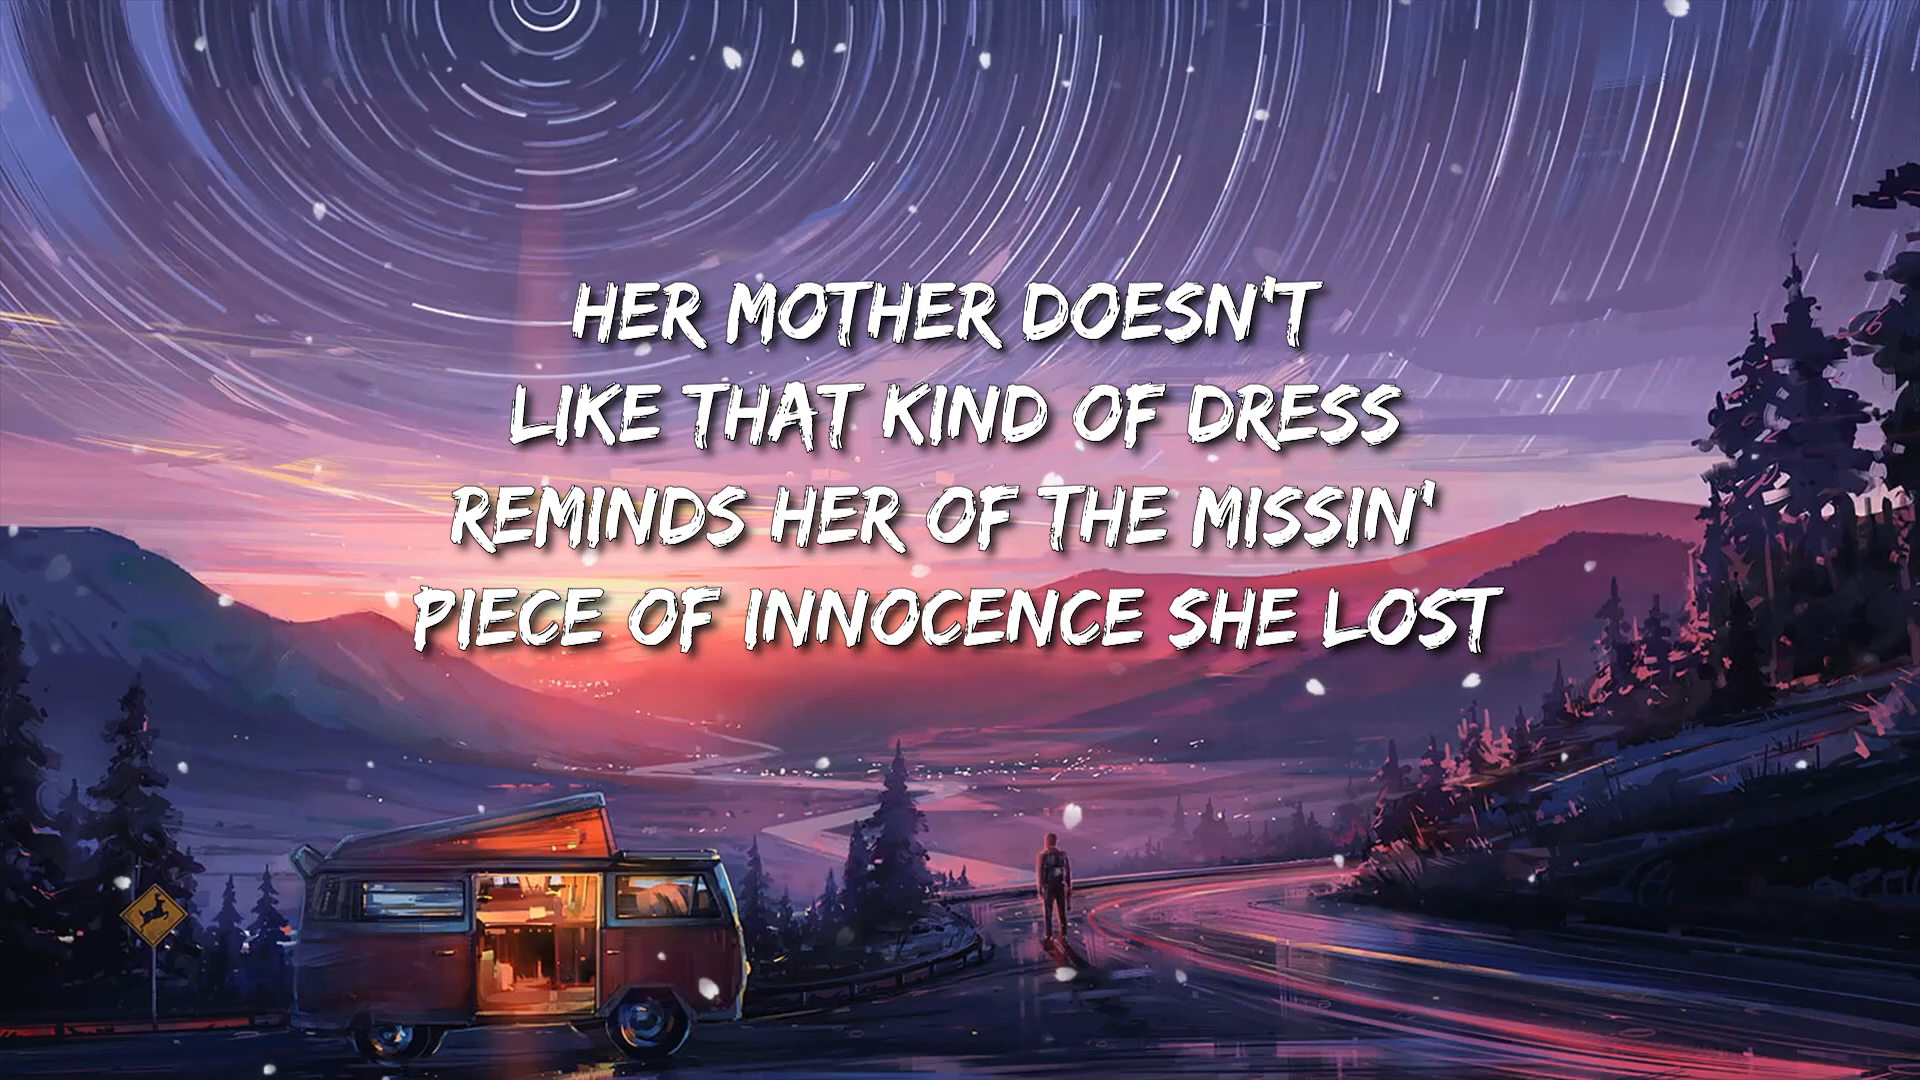 HER MOTHER DOESN'T
LIKE THAT KIND OF DRESS
REMINDS HER OF THE MISSIN'
PIECE OF INNOCENCE SHE LOST